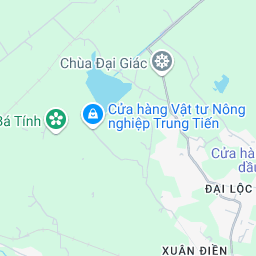 Chùa Đại Giác
Cửa hàng Vật tư Nông
nghiệp Trung Tiến
Bá Tính
Cửa hà
dầu
ĐẠI LỘC
XUÂN ĐIỀN